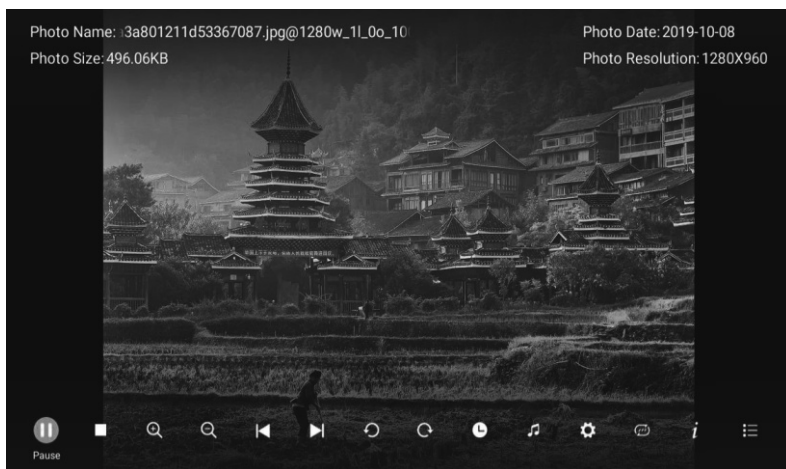 Photo Name: 3a801211d53367087.jpg@1280w_1l_0o_10
Photo Date: 2019-10-08
Photo Size: 496.06KB
Photo Resolution: 1280X960
Pause